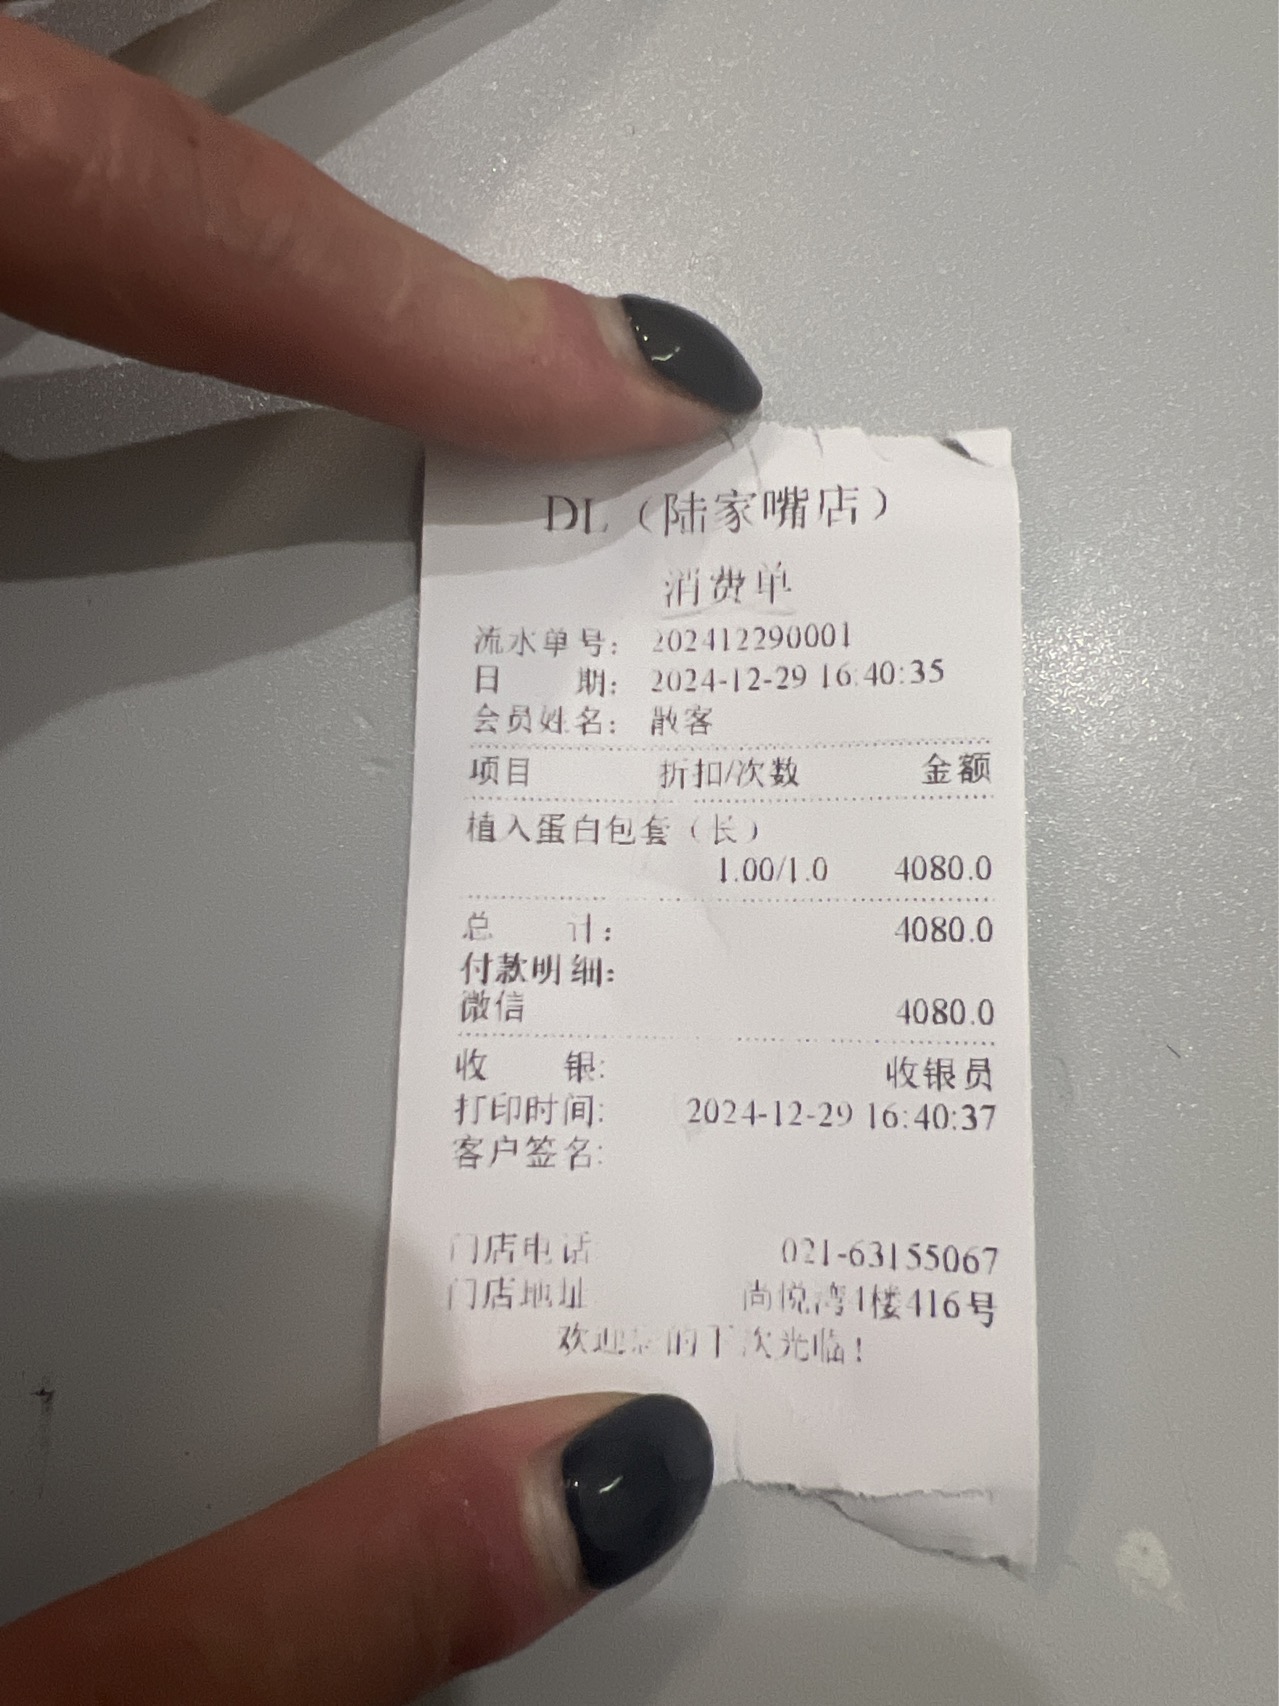 DL（陆家嘴店）
消费单
流水单号： 202412290001
日 期： 2024-12-29 16:40:35
会员姓名： 散客
项目 折扣/次数 金额
植入蛋白包套（长）
1.00/1.0 4080.0
总 计： 4080.0
付款明细：
微信 4080.0
收 银: 收银员
打印时间: 2024-12-29 16:40:37
客户签名:
门店电话 021-63155067
门店地址 尚悦湾4楼416号
欢迎您的下次光临！